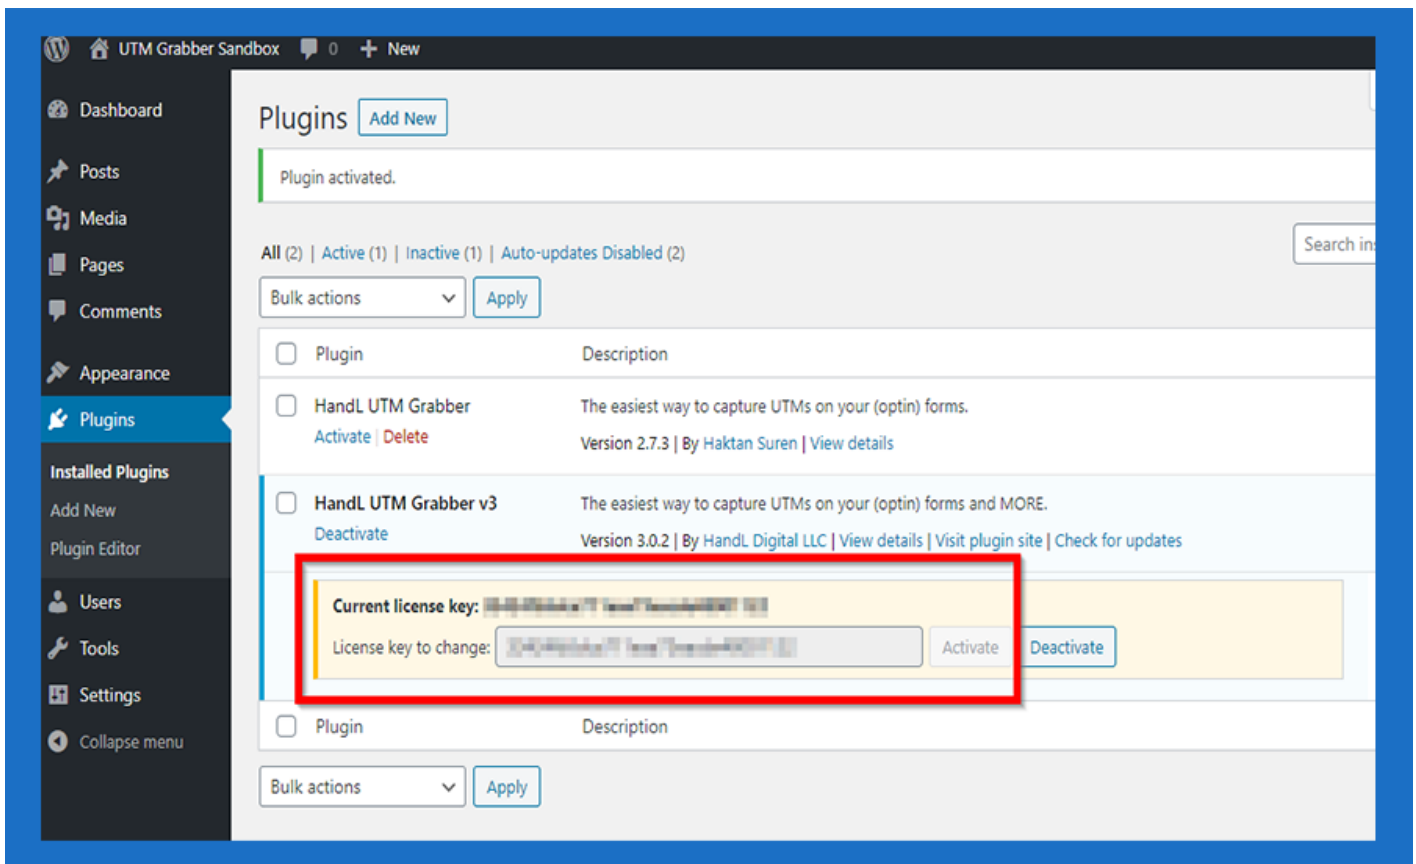 UTM Grabber Sandbox 0 + New
Dashboard
Posts
Media
Pages
Comments
Appearance
Plugins
Installed Plugins
Add New
Plugin Editor
Users
Tools
Settings
Collapse menu
Plugins Add New
Plugin activated.
All (2) | Active (1) | Inactive (1) | Auto-updates Disabled (2)
Search in
Bulk actions Apply
Plugin Description
HandL UTM Grabber The easiest way to capture UTMs on your (optin) forms.
Activate | Delete Version 2.7.3 | By Haktan Suren | View details
HandL UTM Grabber v3 The easiest way to capture UTMs on your (optin) forms and MORE.
Deactivate Version 3.0.2 | By HandL Digital LLC | View details | Visit plugin site | Check for updates
Current license key:
License key to change: Activate Deactivate
Plugin Description
Bulk actions Apply